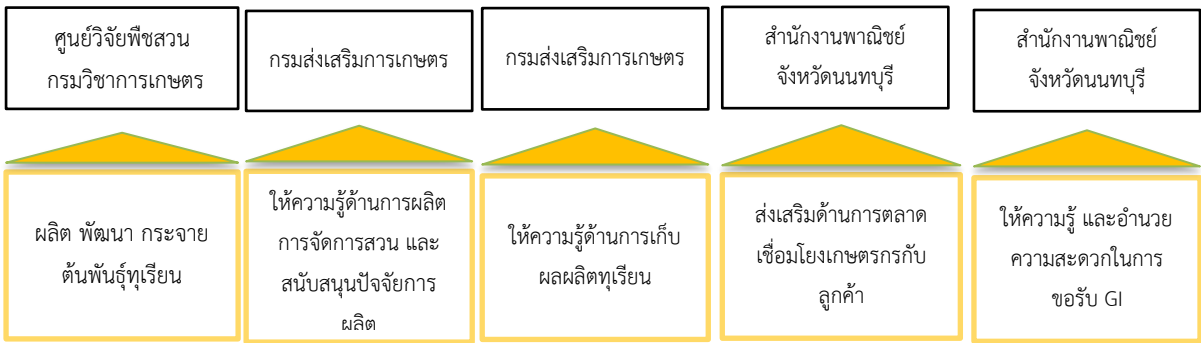 ศูนย์วิจัยพืชสวน
กรมวิชาการเกษตร
กรมส่งเสริมการเกษตร
กรมส่งเสริมการเกษตร
สำนักงานพาณิชย์
จังหวัดนนทบุรี
สำนักงานพาณิชย์
จังหวัดนนทบุรี
ผลิต พัฒนา กระจาย
ต้นพันธุ์ทุเรียน
ให้ความรู้ด้านการผลิต
การจัดการสวน และ
สนับสนุนปัจจัยการ
ผลิต
ให้ความรู้ด้านการเก็บ
ผลผลิตทุเรียน
ส่งเสริมด้านการตลาด
เชื่อมโยงเกษตรกรกับ
ลูกค้า
ให้ความรู้ และอำนวย
ความสะดวกในการ
ขอรับ GI